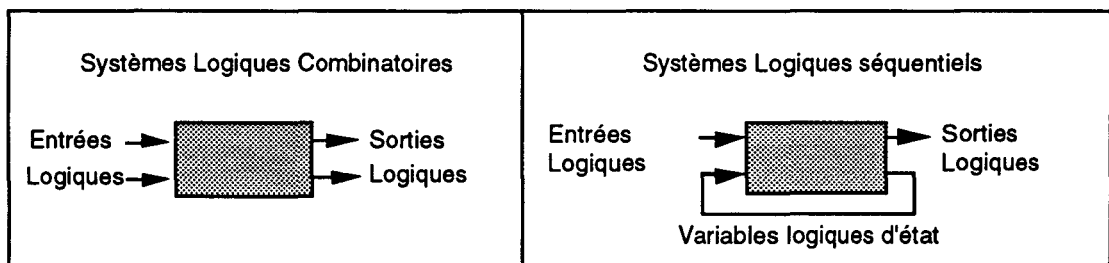 Systèmes Logiques Combinatoires
Entrées
Logiques
Sorties
Logiques
Systèmes Logiques séquentiels
Entrées
Logiques
Sorties
Logiques
Variables logiques d'état